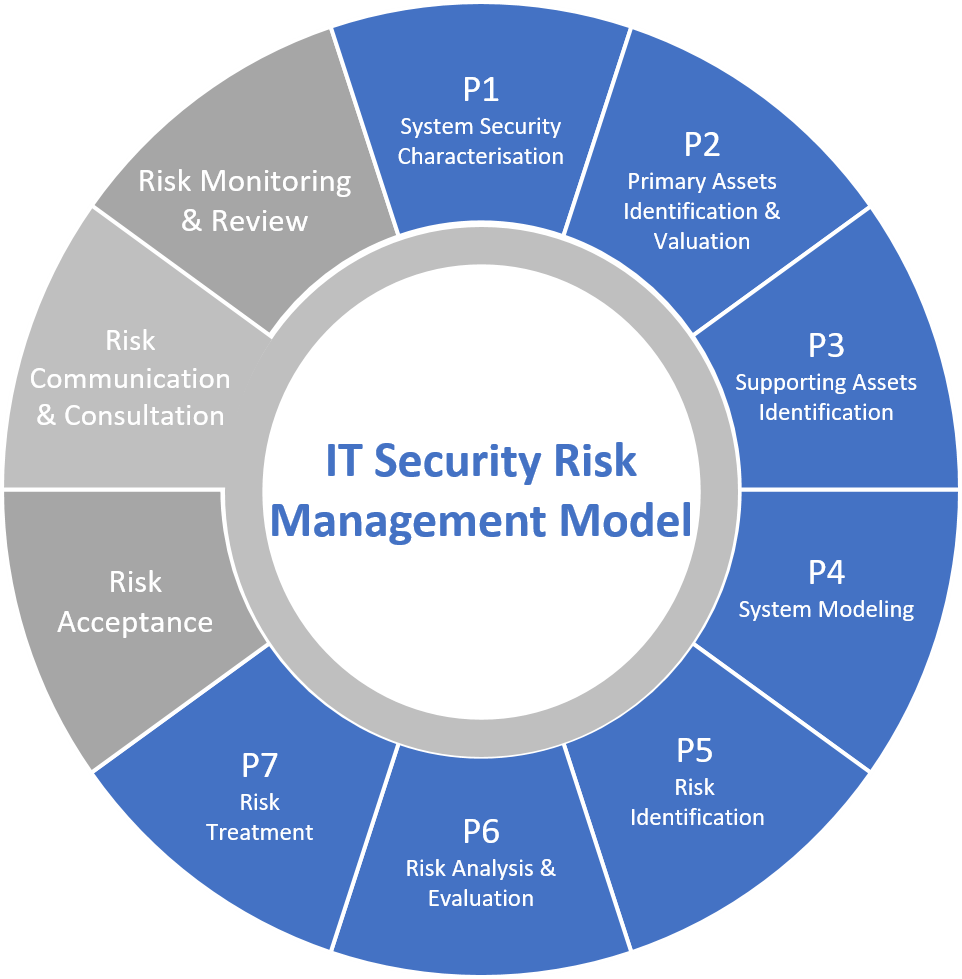 P1
System Security
Characterisation
P2
Primary Assets
Identification &
Valuation
P3
Supporting Assets
Identification
P4
System Modeling
P5
Risk
Identification
P6
Risk Analysis &
Evaluation
P7
Risk
Treatment
Risk
Acceptance
Risk
Communication
& Consultation
Risk Monitoring
& Review
IT Security Risk
Management Model